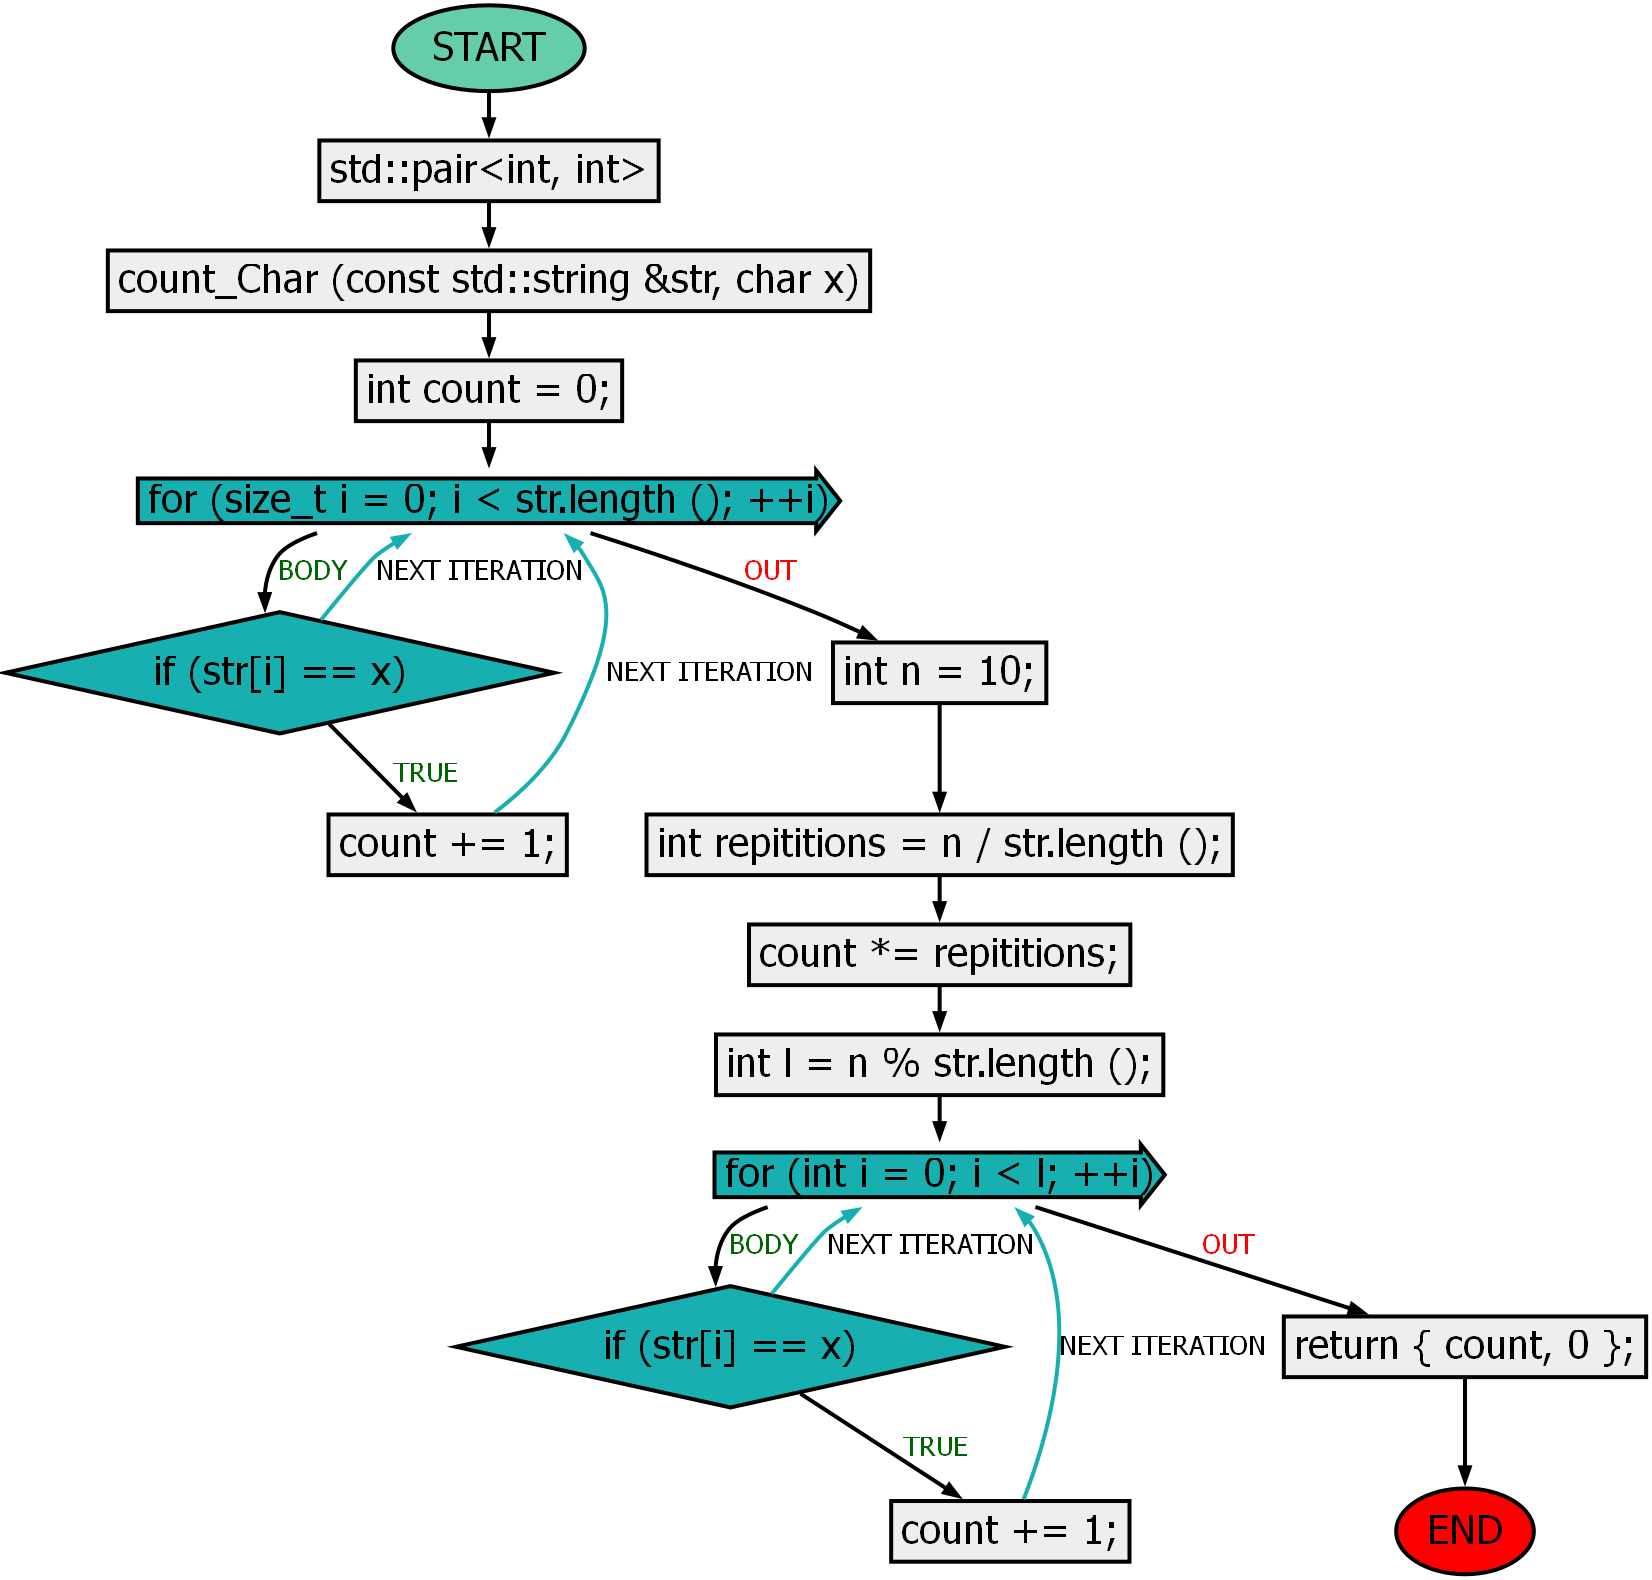 START
std::pair<int, int>
count_Char (const std::string &str, char x)
int count = 0;
for (size_t i = 0; i < str.length (); ++i)
BODY
NEXT ITERATION
OUT
if (str[i] == x)
NEXT ITERATION
int n = 10;
TRUE
count += 1;
int repititions = n / str.length ();
count *= repititions;
int l = n % str.length ();
for (int i = 0; i < l; ++i)
BODY
NEXT ITERATION
OUT
if (str[i] == x)
NEXT ITERATION
return { count, 0 };
TRUE
count += 1;
END